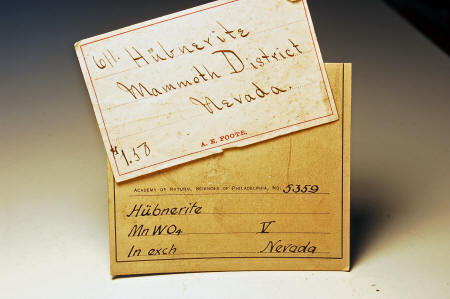 611. Hübnerite
Mammoth District
Nevada.
$1.50
A. E. FOOTE.
ACADEMY OF NATURAL SCIENCES OF PHILADELPHIA, NO. 5359
Hübnerite
MnWO4 V
In exch Nevada